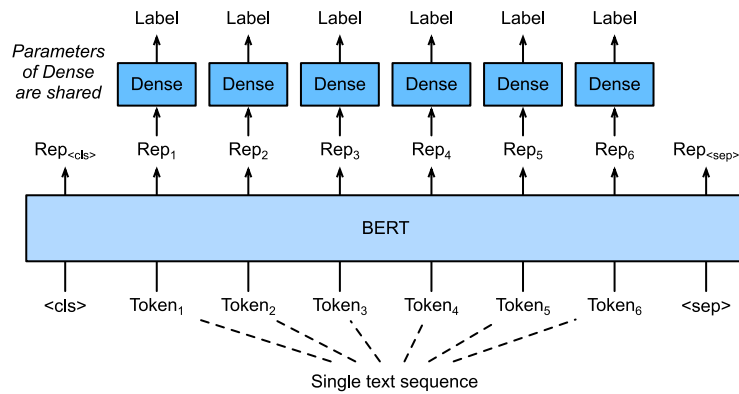 Label Label Label Label Label Label
Parameters
of Dense
are shared
Dense Dense Dense Dense Dense Dense
Rep<cls> Rep1 Rep2 Rep3 Rep4 Rep5 Rep6 Rep<sep>
BERT
<cls> Token1 Token2 Token3 Token4 Token5 Token6 <sep>
Single text sequence